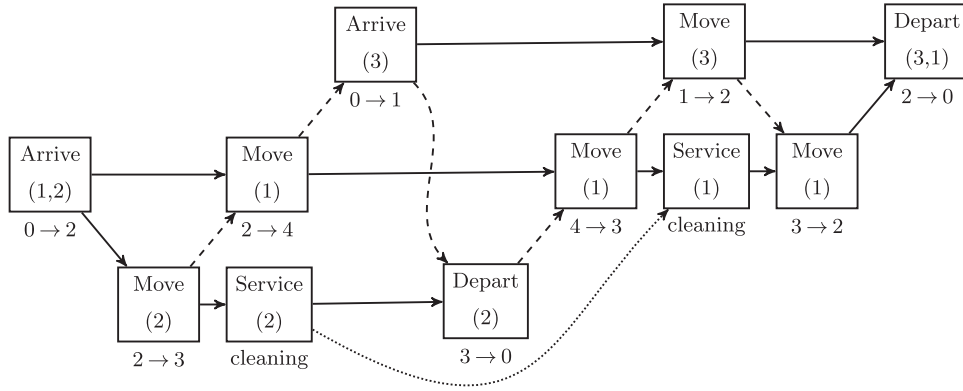 Arrive
(3)
0 → 1
Move
(3)
1 → 2
Depart
(3,1)
2 → 0
Arrive
(1,2)
0 → 2
Move
(1)
2 → 4
Move
(1)
4 → 3
Service
(1)
cleaning
Move
(1)
3 → 2
Move
(2)
2 → 3
Service
(2)
cleaning
Depart
(2)
3 → 0